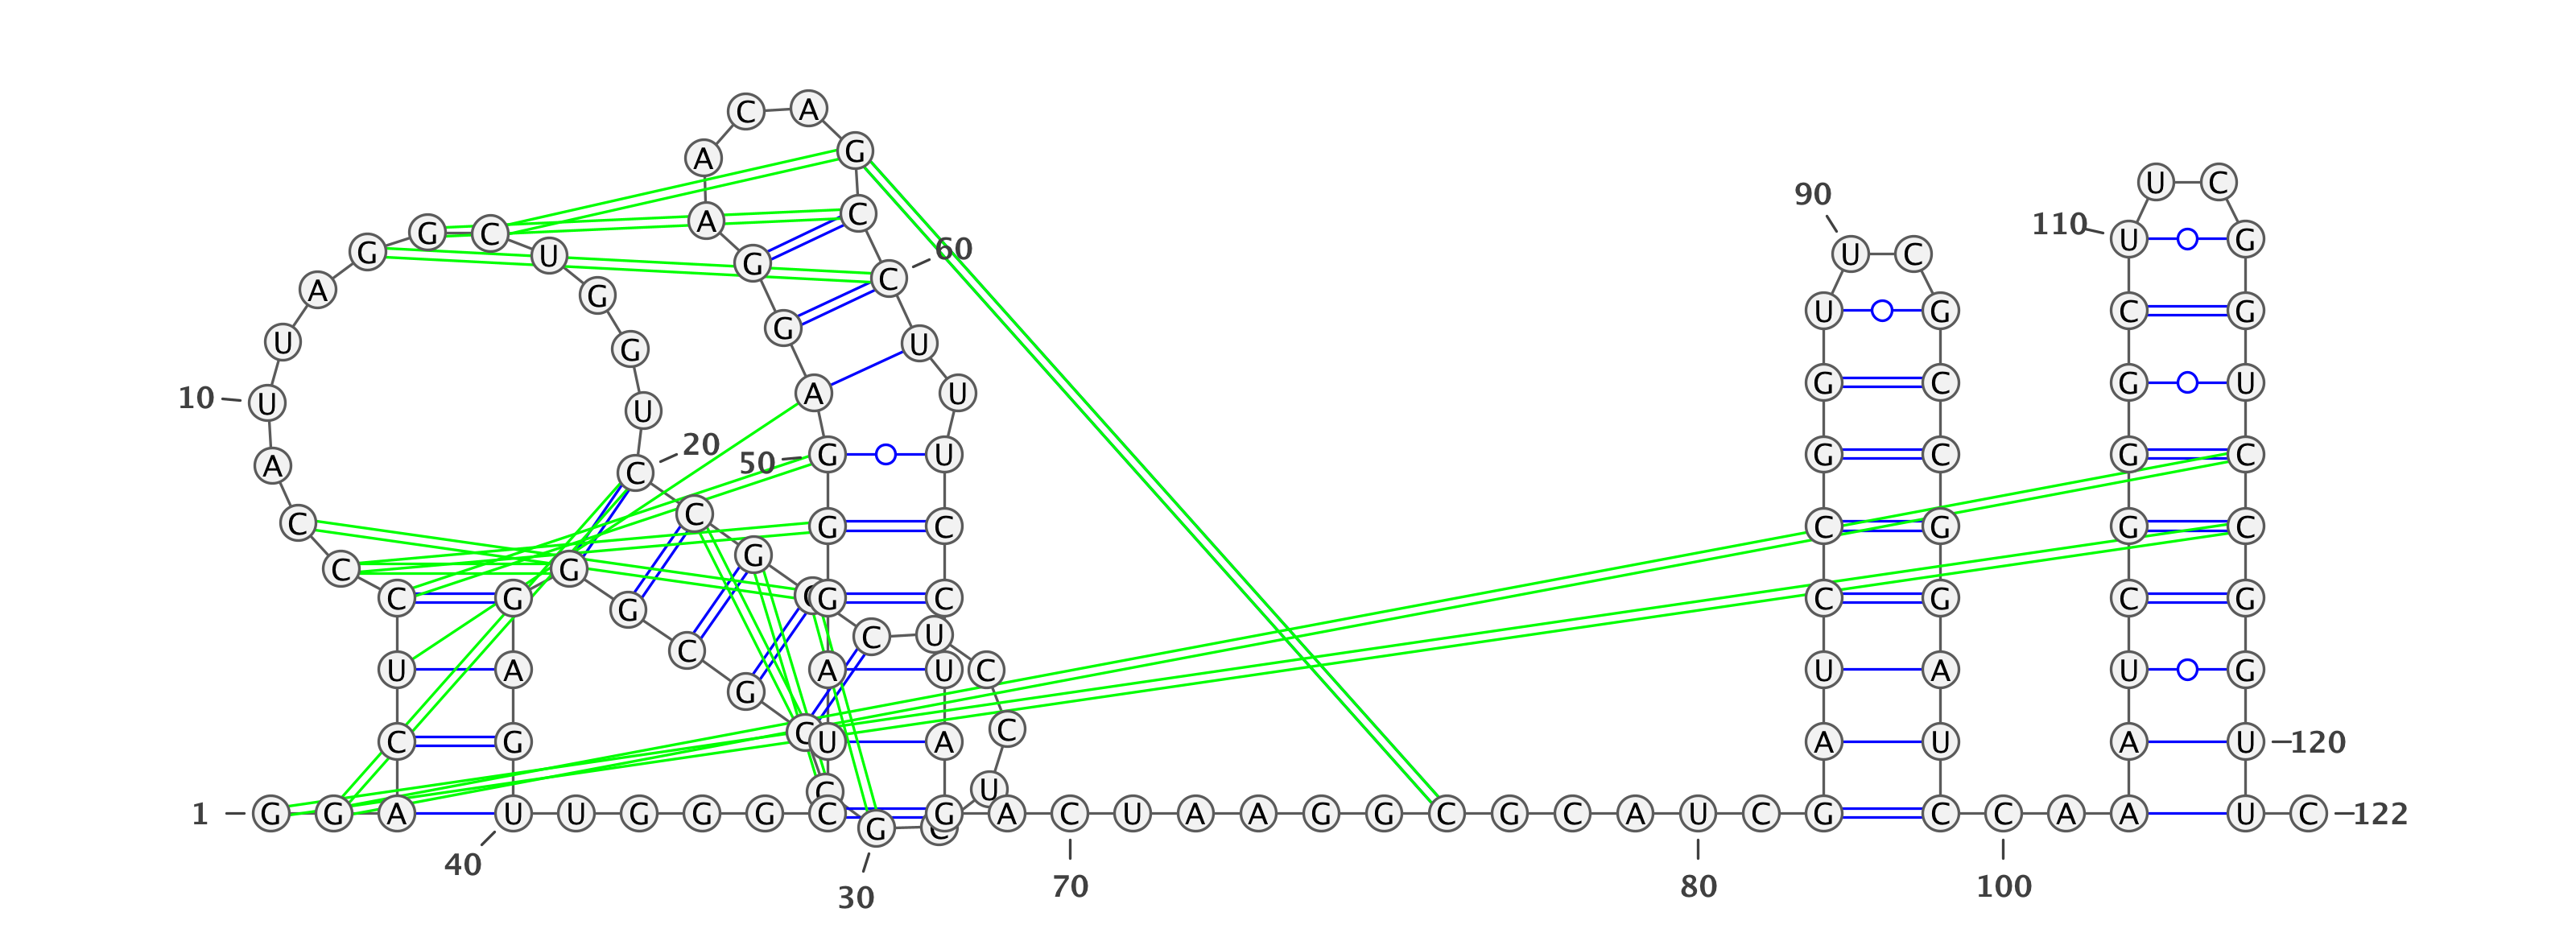 1
G G A C U C C C A
10
U U A G G C U G G U
20
C C G
C U C C U C
30
G C
G C G G G A G
40
U U G G G C U A G G
50
G A G G A A C A G C
60
C U U U C C U A G A
70
C U A A G G C G C A
80
U C G A U C C G G U
90
U C G C C G G A U C
100
C A A A U C G G G C
110
U U C G G U C C G G
120
U U C
122